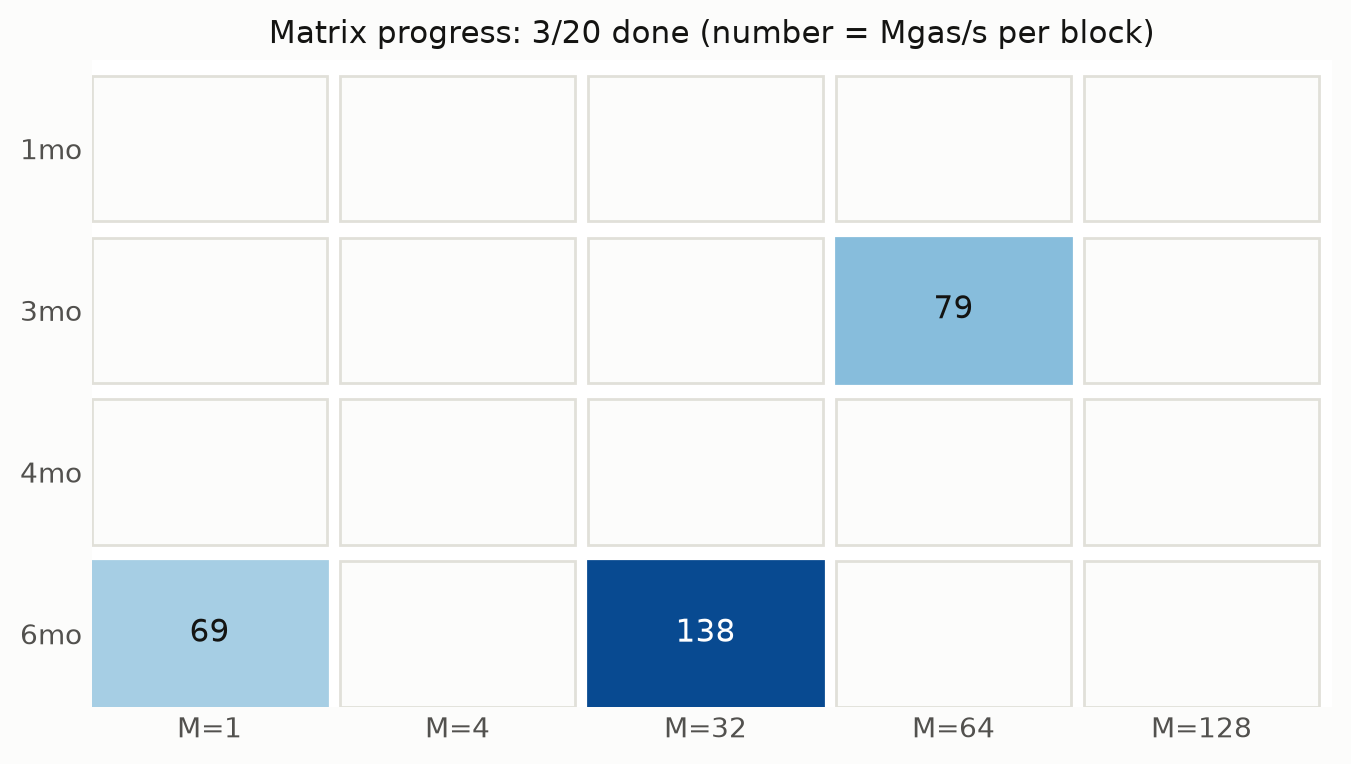 Matrix progress: 3/20 done (number = Mgas/s per block)
1mo
3mo
79
4mo
6mo
69
138
M=1
M=4
M=32
M=64
M=128